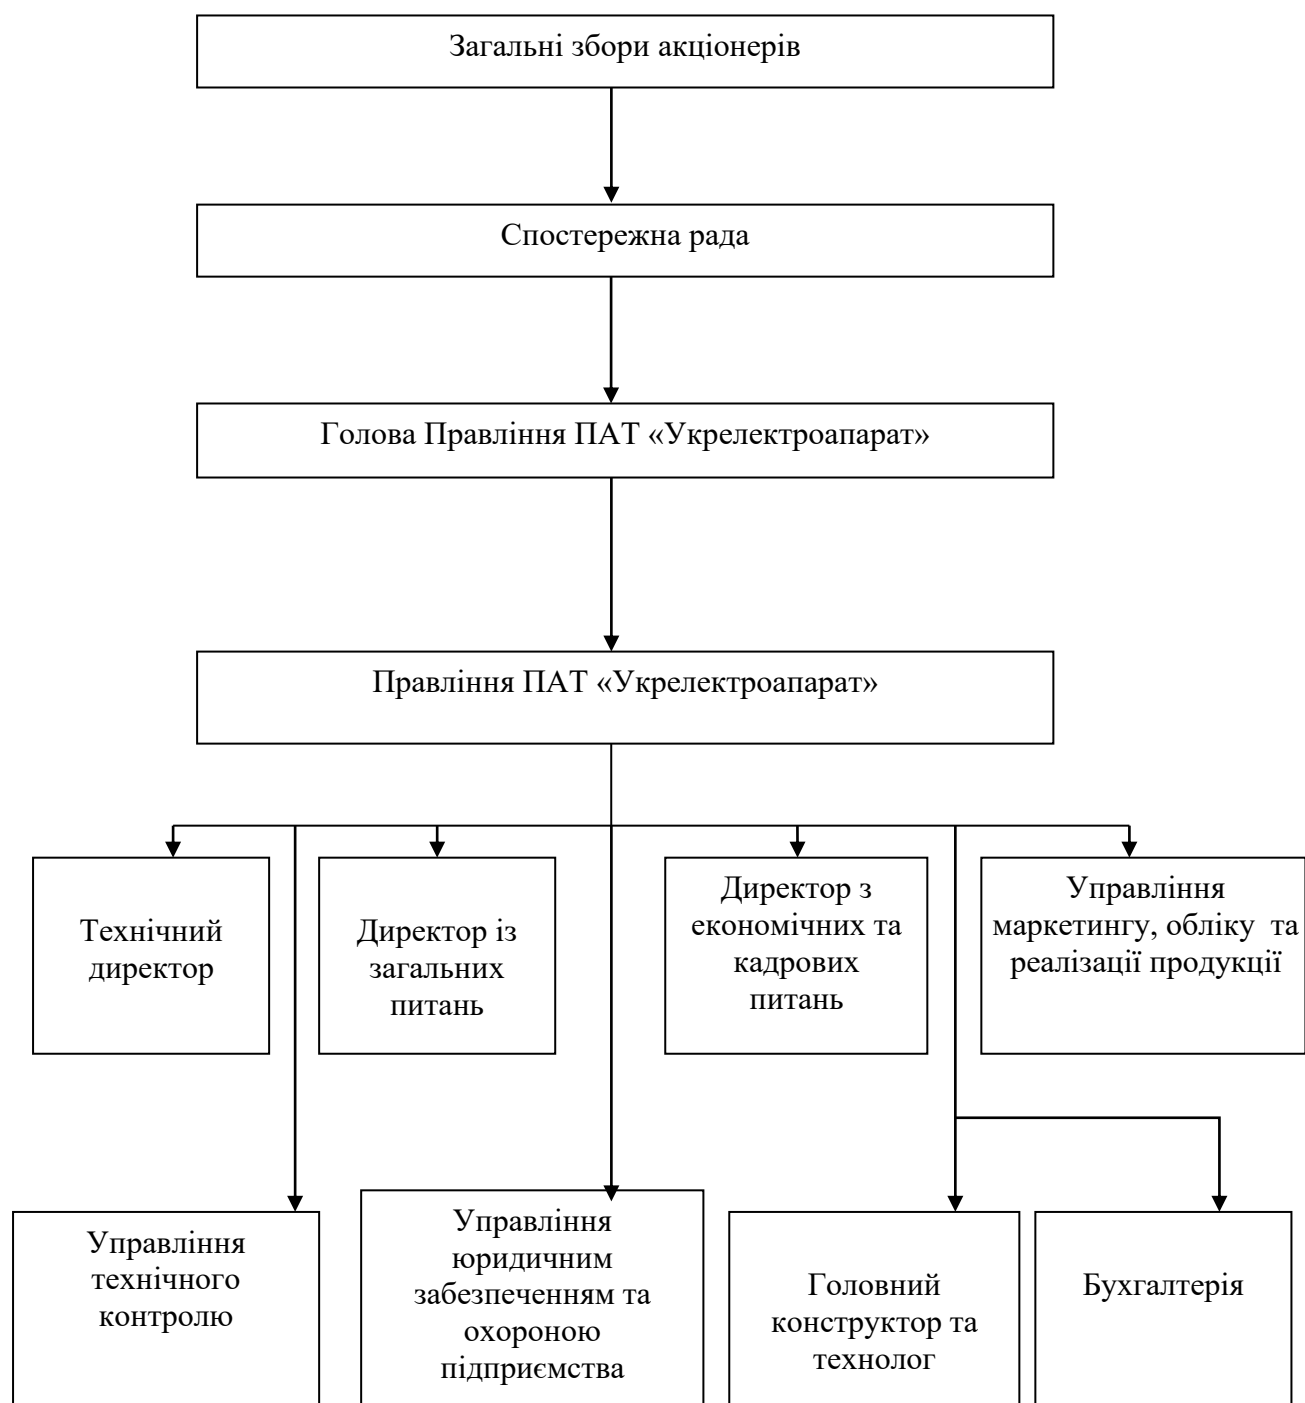 Загальні збори акціонерів
Спостережна рада
Голова Правління ПАТ «Укрелектроапарат»
Правління ПАТ «Укрелектроапарат»
Технічний
директор
Директор із
загальних
питань
Директор з
економічних та
кадрових
питань
Управління
маркетингу, обліку та
реалізації продукції
Управління
технічного
контролю
Управління
юридичним
забезпеченням та
охороною
підприємства
Головний
конструктор та
технолог
Бухгалтерія